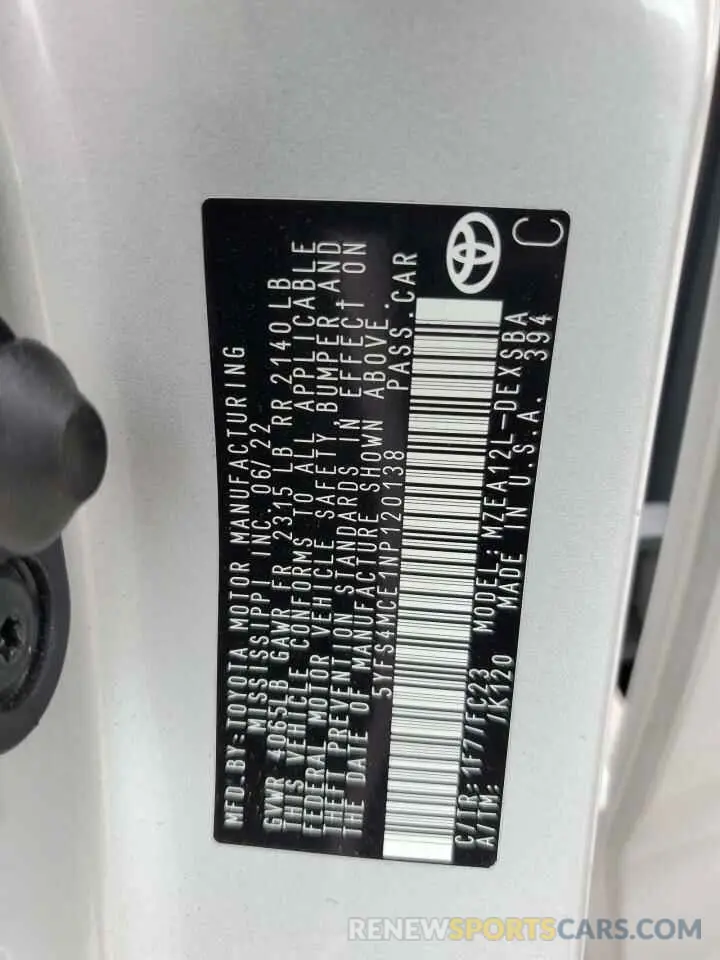 MFD.BY:TOYOTA MOTOR MANUFACTURING
MISSISSIPPI INC. 06/22
GVWR 4065LB GAWR FR 2315 LB RR 2140 LB
THIS VEHICLE CONFORMS TO ALL APPLICABLE
FEDERAL MOTOR VEHICLE SAFETY, BUMPER AND
THEFT PREVENTION STANDARDS IN EFFECT ON
THE DATE OF MANUFACTURE SHOWN ABOVE.
5YFS4MCE1NP120138 PASS.CAR
C/TR:1F7/FC23 MODEL:MZEA12L-DEXSBA
A/TM: /K120 MADE IN U.S.A. 394
C
RENEWSPORTSCARS.COM